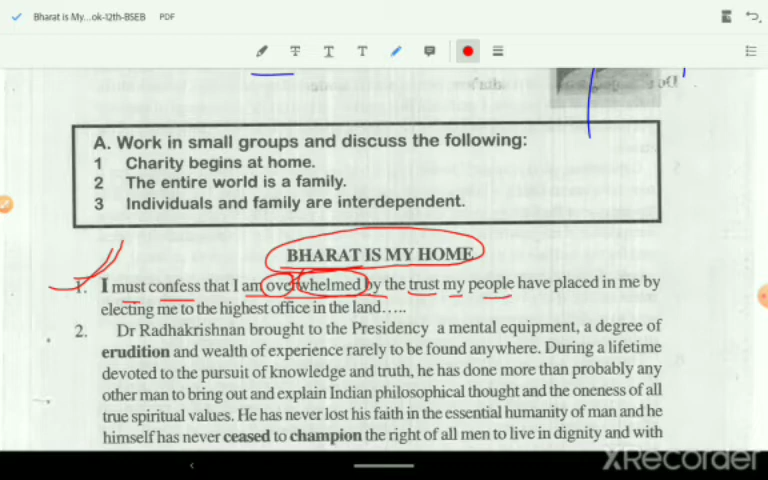 Bharat is My...ok-12th-BSEB PDF
A. Work in small groups and discuss the following:
1 Charity begins at home.
2 The entire world is a family.
3 Individuals and family are interdependent.
BHARAT IS MY HOME
1. I must confess that I am overwhelmed by the trust my people have placed in me by
electing me to the highest office in the land…..
2. Dr Radhakrishnan brought to the Presidency a mental equipment, a degree of
erudition and wealth of experience rarely to be found anywhere. During a lifetime
devoted to the pursuit of knowledge and truth, he has done more than probably any
other man to bring out and explain Indian philosophical thought and the oneness of all
true spiritual values. He has never lost his faith in the essential humanity of man and he
himself has never ceased to champion the right of all men to live in dignity and with
XRecorder